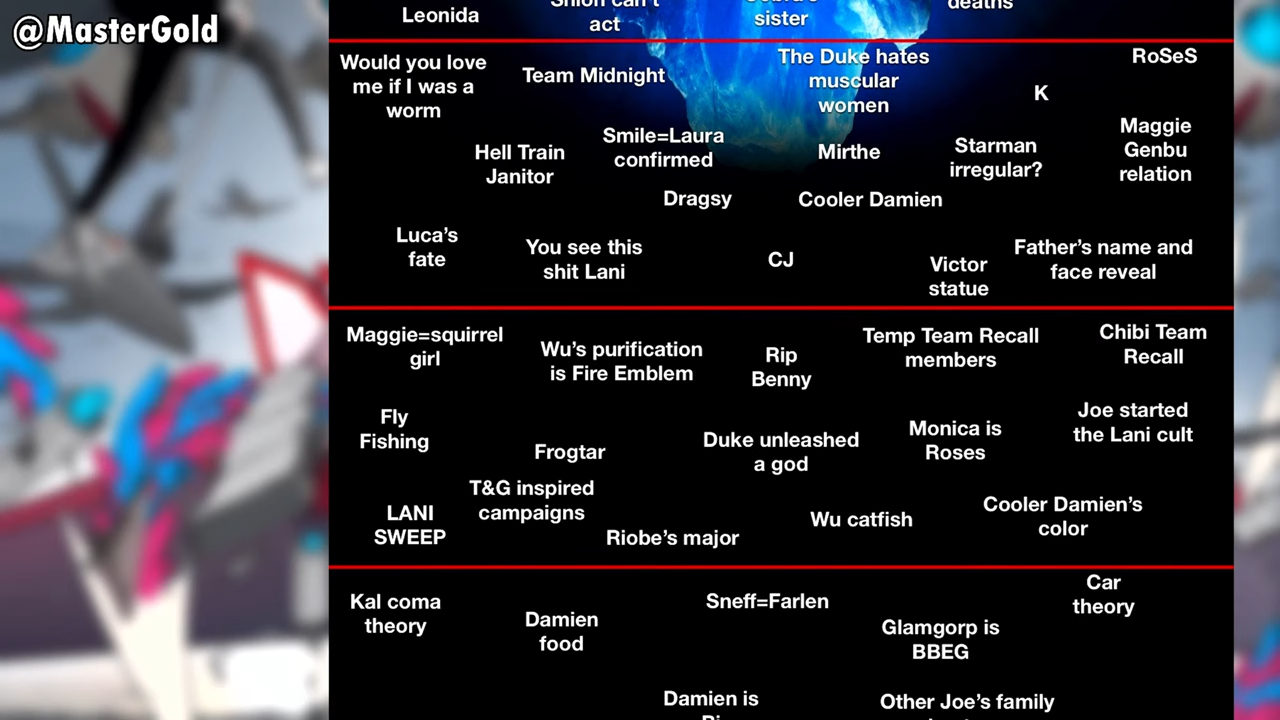 @MasterGold
Leonida
Shion can't
act
sister
deaths
Would you love
me if I was a
worm
Team Midnight
The Duke hates
muscular
women
K
RoSeS
Hell Train
Janitor
Smile=Laura
confirmed
Mirthe
Starman
irregular?
Maggie
Genbu
relation
Dragsy
Cooler Damien
Luca's
fate
You see this
shit Lani
CJ
Victor
statue
Father's name and
face reveal
Maggie=squirrel
girl
Wu's purification
is Fire Emblem
Rip
Benny
Temp Team Recall
members
Chibi Team
Recall
Fly
Fishing
Frogtar
Duke unleashed
a god
Monica is
Roses
Joe started
the Lani cult
LANI
SWEEP
T&G inspired
campaigns
Riobe's major
Wu catfish
Cooler Damien's
color
Kal coma
theory
Damien
food
Sneff=Farlen
Glamgorp is
BBEG
Car
theory
Damien is
Other Joe's family